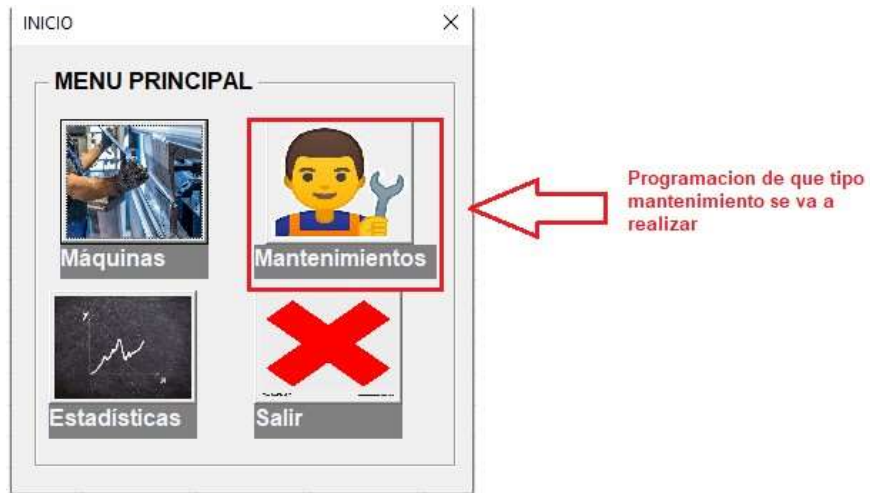 INICIO
MENU PRINCIPAL
Máquinas
Mantenimientos
Estadísticas
Salir
Programacion de que tipo
mantenimiento se va a
realizar